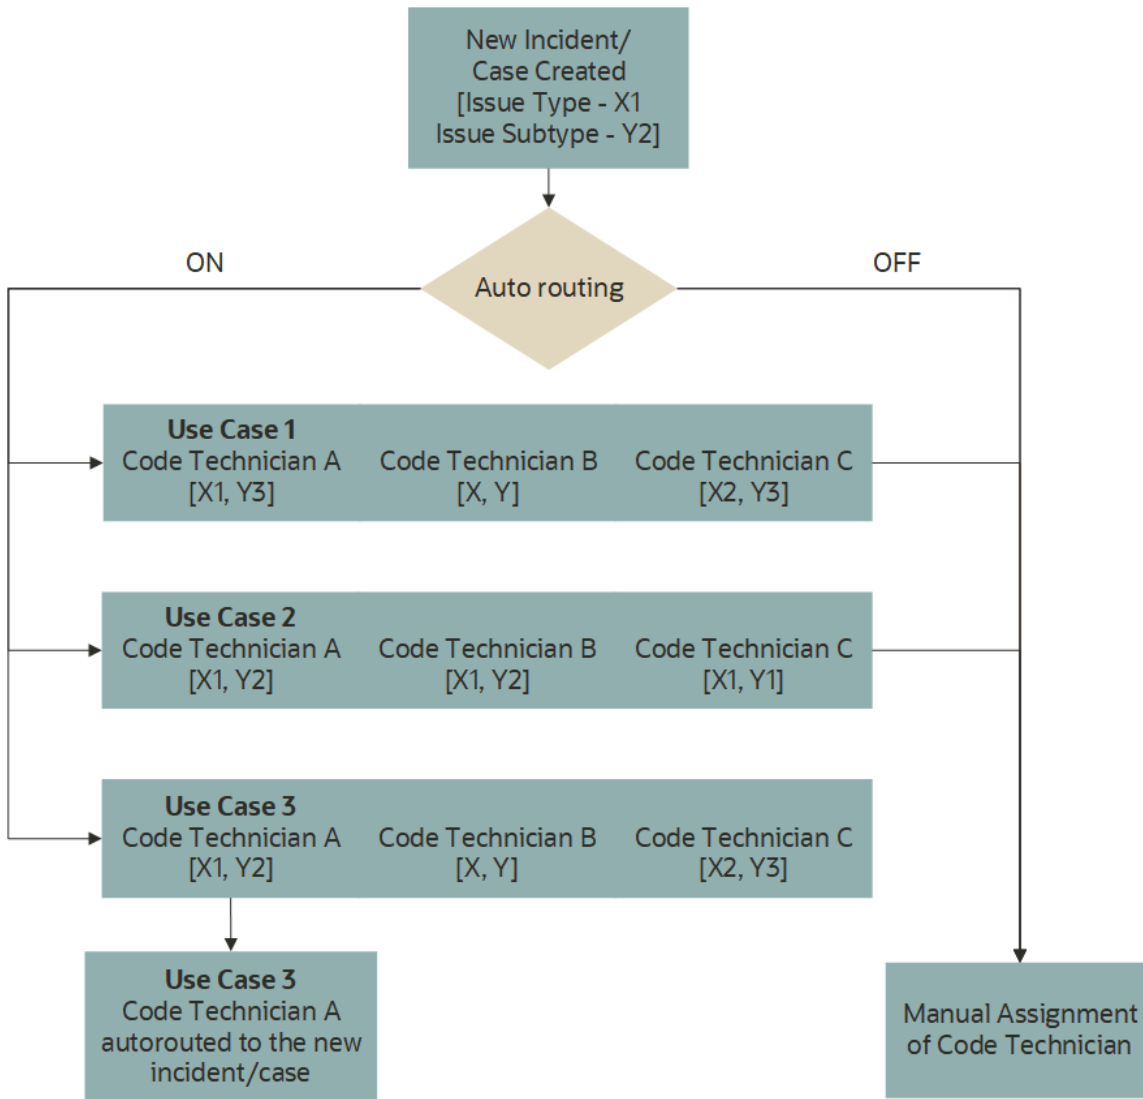 New Incident/
Case Created
[Issue Type - X1
Issue Subtype - Y2]
ON
OFF
Auto routing
Use Case 1
Code Technician A
[X1, Y3]
Code Technician B
[X, Y]
Code Technician C
[X2, Y3]
Use Case 2
Code Technician A
[X1, Y2]
Code Technician B
[X1, Y2]
Code Technician C
[X1, Y1]
Use Case 3
Code Technician A
[X1, Y2]
Code Technician B
[X, Y]
Code Technician C
[X2, Y3]
Use Case 3
Code Technician A
autorouted to the new
incident/case
Manual Assignment
of Code Technician